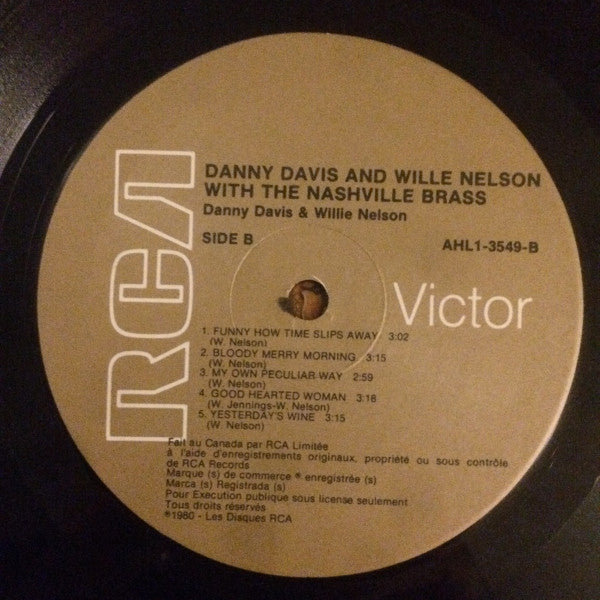 RCA
DANNY DAVIS AND WILLE NELSON
WITH THE NASHVILLE BRASS
Danny Davis & Willie Nelson
SIDE B
AHL1-3549-B
Victor
1. FUNNY HOW TIME SLIPS AWAY 3:02
(W. Nelson)
2. BLOODY MERRY MORNING 3:15
(W. Nelson)
3. MY OWN PECULIAR WAY 2:59
(W. Nelson)
4. GOOD HEARTED WOMAN 3:18
(W. Jennings-W. Nelson)
5. YESTERDAY'S WINE 3:15
(W. Nelson)
Fait au Canada par RCA Limitée
à l'aide d'enregistrements originaux, propriété ou sous contrôle
de RCA Records
Marque (s) de commerce ® enregistrée (s)
Marca (s) Registrada (s)
Pour Execution publique sous license seulement
Tous droits réservés
℗1980 - Les Disques RCA